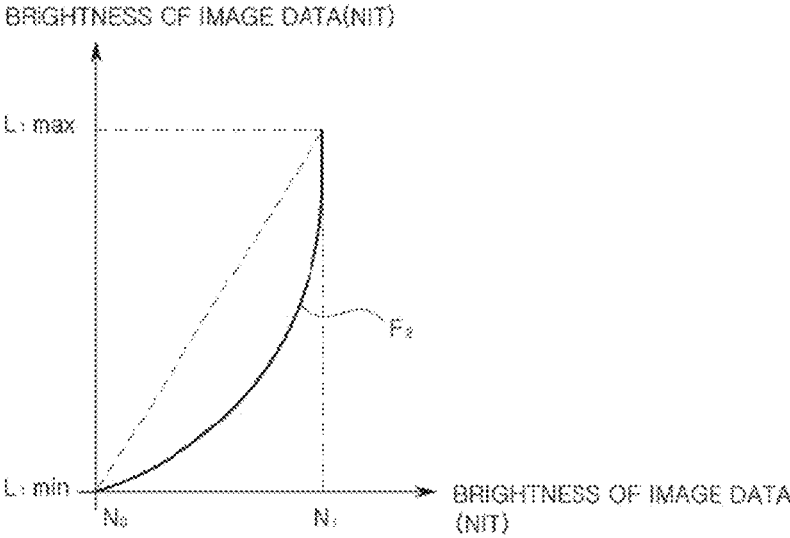 BRIGHTNESS OF IMAGE DATA(NIT)
L₁ max
F₂
L₁ min
N₀
N₁
BRIGHTNESS OF IMAGE DATA
(NIT)